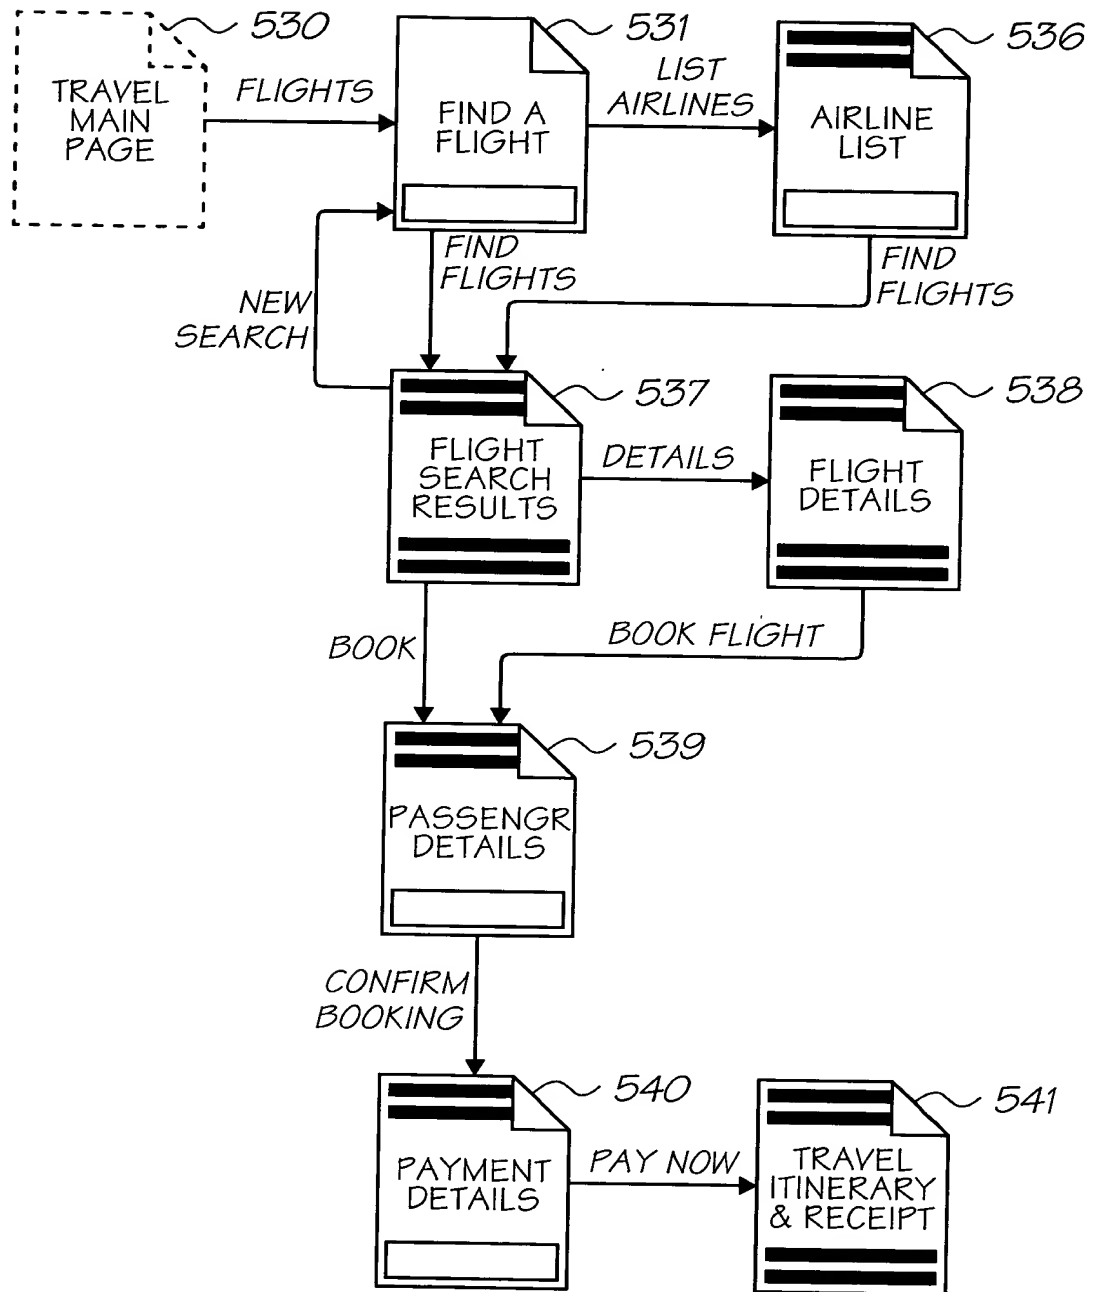 530
531
536
TRAVEL
MAIN
PAGE
FLIGHTS
FIND A
FLIGHT
LIST
AIRLINES
AIRLINE
LIST
FIND
FLIGHTS
FIND
FLIGHTS
NEW
SEARCH
537
538
FLIGHT
SEARCH
RESULTS
DETAILS
FLIGHT
DETAILS
BOOK
BOOK FLIGHT
539
PASSENGR
DETAILS
CONFIRM
BOOKING
540
541
PAYMENT
DETAILS
PAY NOW
TRAVEL
ITINERARY
& RECEIPT